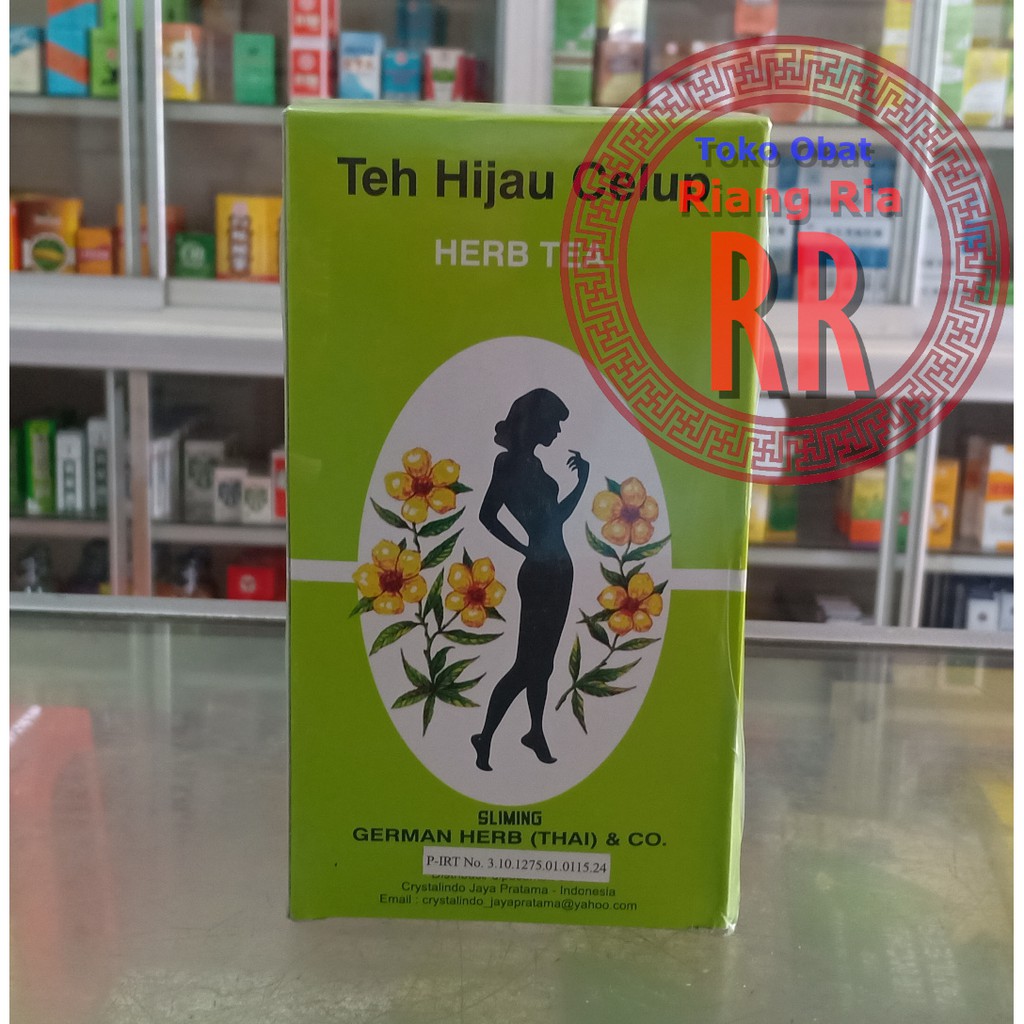 Teh Hijau Celup
HERB TEA
Toko Obat
Riang Ria
RR
SLIMING
GERMAN HERB (THAI) & CO.
P-IRT No. 3.10.1275.01.0115.24
Crystalindo Jaya Pratama - Indonesia
Email : crystalindo_jayapratama@yahoo.com